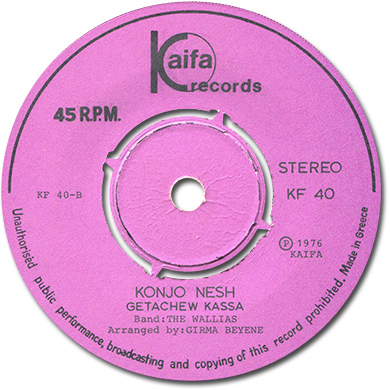 Kaifa
records
45 R.P.M.
STEREO
KF 40-B
KF 40
Ⓟ 1976
KAIFA
KONJO NESH
GETACHEW KASSA
Band:THE WALLIAS
Arranged by:GIRMA BEYENE
Unauthorised public performance, broadcasting and copying of this record prohibited. Made in Greece